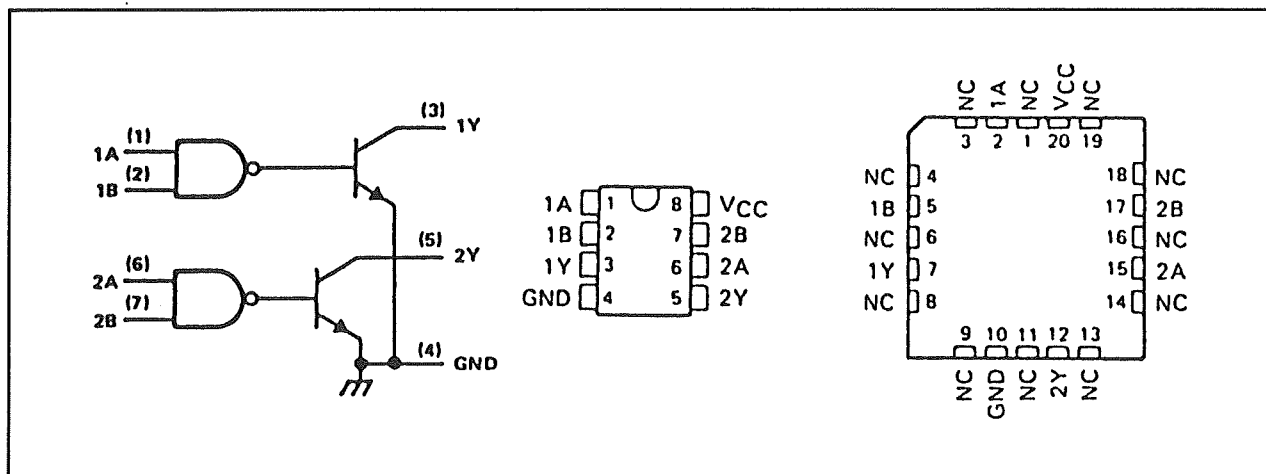 (1)
1A
(2)
1B
(3)
1Y
(6)
2A
(7)
2B
(5)
2Y
(4)
GND
1A 1 8 VCC
1B 2 7 2B
1Y 3 6 2A
GND 4 5 2Y
NC 1A NC VCC NC
3 2 1 20 19
NC 4 18 NC
1B 5 17 2B
NC 6 16 NC
1Y 7 15 2A
NC 8 14 NC
9 10 11 12 13
NC GND NC 2Y NC